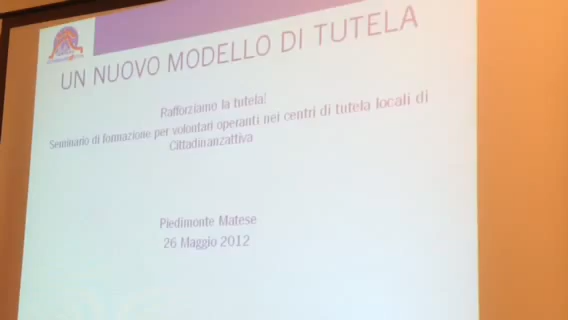 UN NUOVO MODELLO DI TUTELA
Rafforziamo la tutela!
Seminario di formazione per volontari operanti nei centri di tutela locali di
Cittadinanzattiva
Piedimonte Matese
26 Maggio 2012